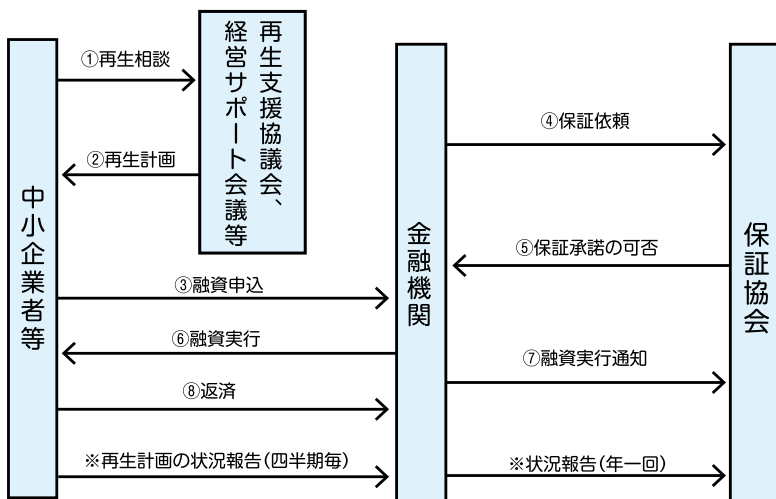 ①再生相談
再生支援協議会、
経営サポート会議等
②再生計画
中小企業者等
金融機関
保証協会
③融資申込
④保証依頼
⑤保証承諾の可否
⑥融資実行
⑦融資実行通知
⑧返済
※再生計画の状況報告(四半期毎)
※状況報告(年一回)